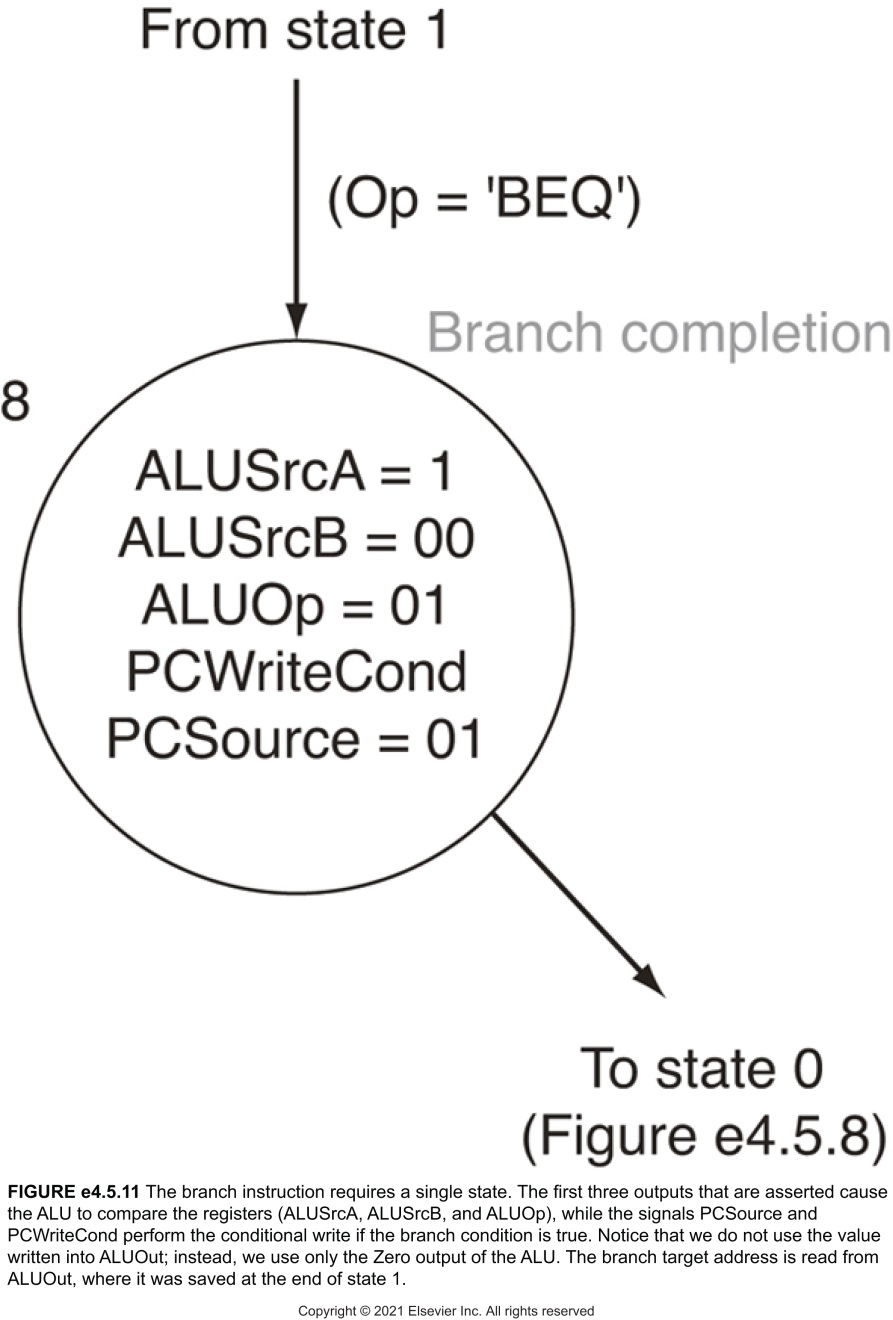 From state 1
(Op = 'BEQ')
Branch completion
8
ALUSrcA = 1
ALUSrcB = 00
ALUOp = 01
PCWriteCond
PCSource = 01
To state 0
(Figure e4.5.8)
FIGURE e4.5.11 The branch instruction requires a single state. The first three outputs that are asserted cause
the ALU to compare the registers (ALUSrcA, ALUSrcB, and ALUOp), while the signals PCSource and
PCWriteCond perform the conditional write if the branch condition is true. Notice that we do not use the value
written into ALUOut; instead, we use only the Zero output of the ALU. The branch target address is read from
ALUOut, where it was saved at the end of state 1.
Copyright © 2021 Elsevier Inc. All rights reserved